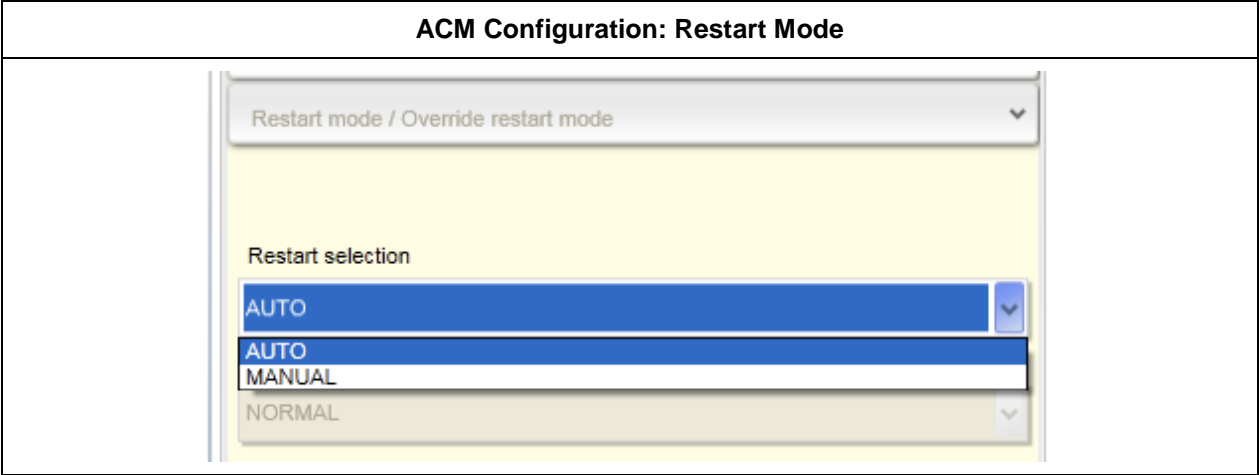 ACM Configuration: Restart Mode
Restart mode / Override restart mode
Restart selection
AUTO
AUTO
MANUAL
NORMAL